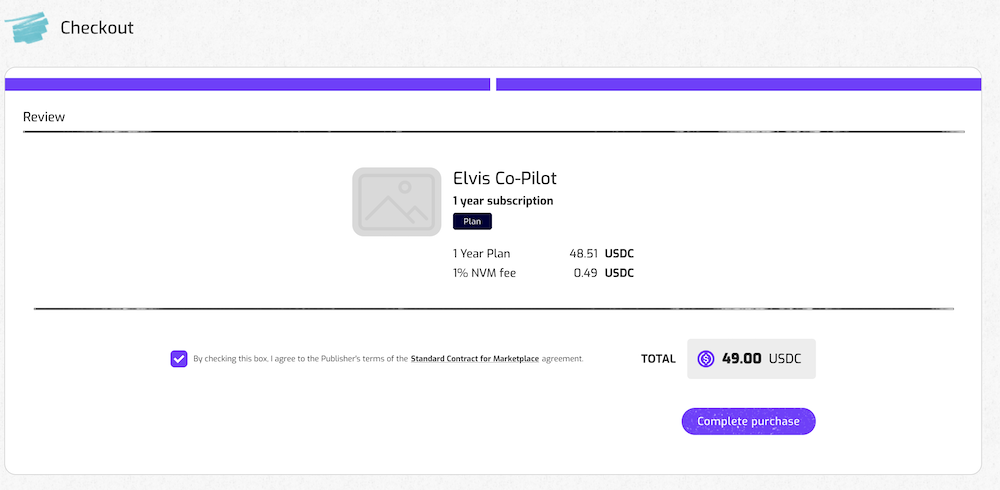 Checkout
Review
Elvis Co-Pilot
1 year subscription
Plan
1 Year Plan 48.51 USDC
1% NVM fee 0.49 USDC
By checking this box, I agree to the Publisher's terms of the Standard Contract for Marketplace agreement.
TOTAL 49.00 USDC
Complete purchase